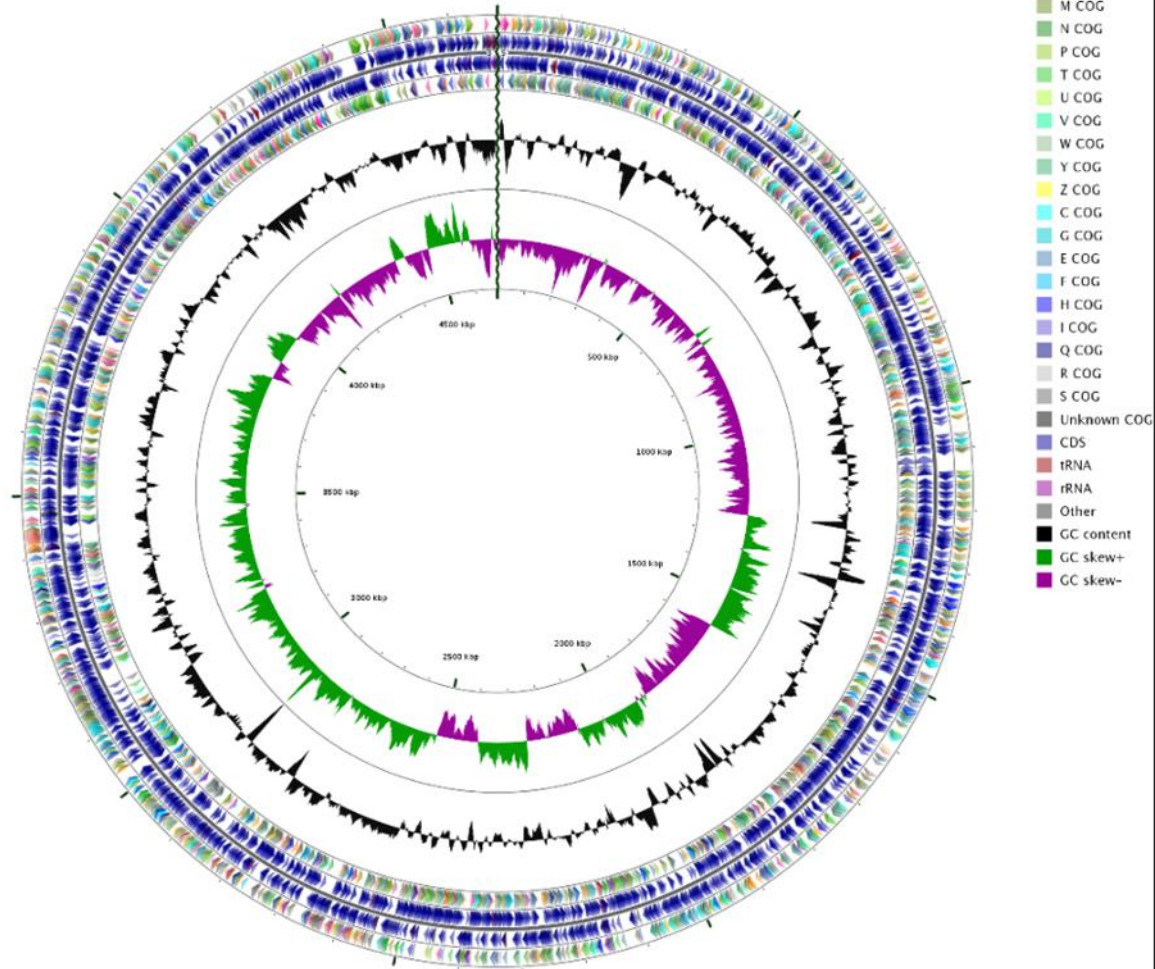 M COG
N COG
P COG
T COG
U COG
V COG
W COG
Y COG
Z COG
C COG
G COG
E COG
F COG
H COG
I COG
Q COG
R COG
S COG
Unknown COG
CDS
tRNA
rRNA
Other
GC content
GC skew+
GC skew-
4500 kbp
500 kbp
4000 kbp
1000 kbp
3500 kbp
1500 kbp
3000 kbp
2000 kbp
2500 kbp